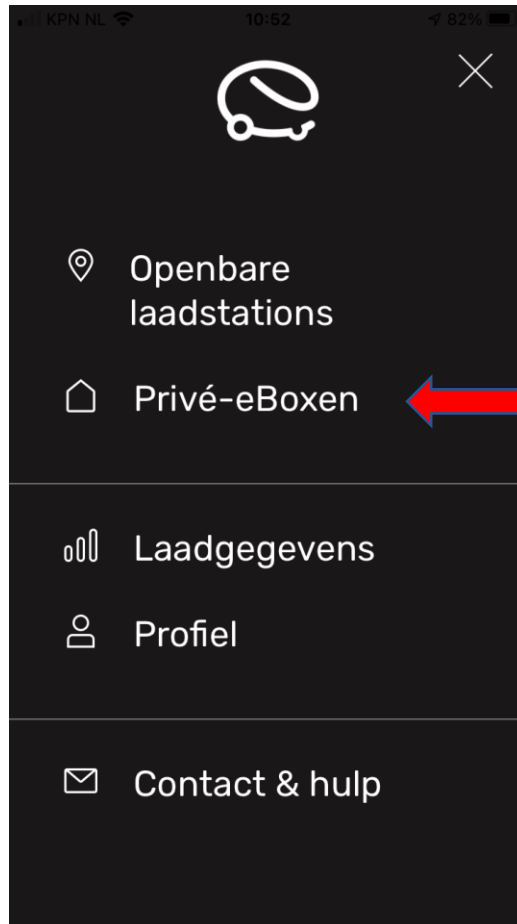 KPN NL 10:52 82%
Openbare
laadstations
Privé-eBoxen
Laadgegevens
Profiel
Contact & hulp